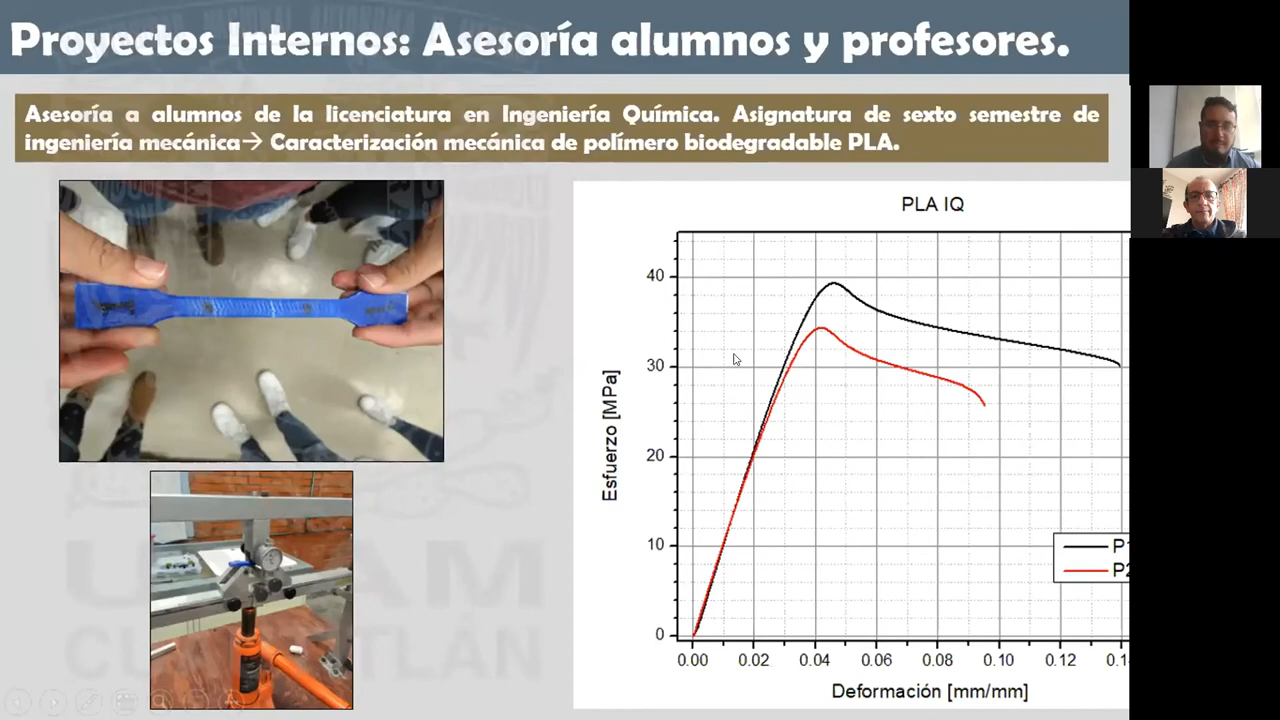 Proyectos Internos: Asesoría alumnos y profesores.
Asesoría a alumnos de la licenciatura en Ingeniería Química. Asignatura de sexto semestre de
ingeniería mecánica→ Caracterización mecánica de polímero biodegradable PLA.
PLA IQ
Esfuerzo [MPa]
40
30
20
10
0
P1
P2
0.00 0.02 0.04 0.06 0.08 0.10 0.12 0.1
Deformación [mm/mm]